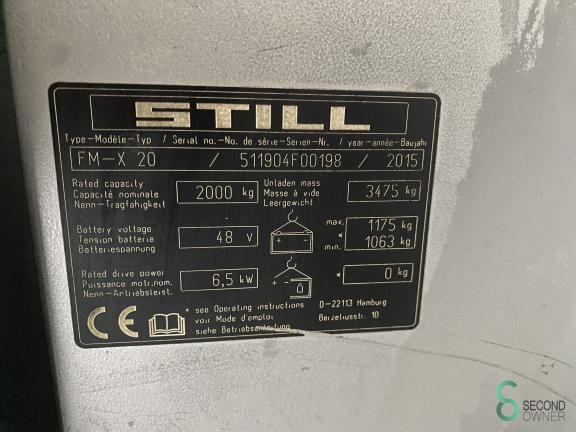 STILL
Type-Modèle-Typ / Serial no.-No. de série-Serien-Nr. / year-année-Baujahr
FM-X 20 / 511904F00198 / 2015
Rated capacity
Capacité nominale
Nenn-Tragfähigkeit
2000 kg
Unladen mass
Masse à vide
Leergewicht
3475 kg
Battery voltage
Tension batterie
Batteriespannung
48 V
+ -
max. 1175 kg
*
min. 1063 kg
Rated drive power
Puissance motr.nom.
Nenn-Antriebsleist.
6,5 kW
+ -
* 0 kg
CE
* see Operating instructions
voir Mode d'emploi
siehe Betriebsanleitung
D-22113 Hamburg
Berzeliusstr. 10
SECOND
OWNER